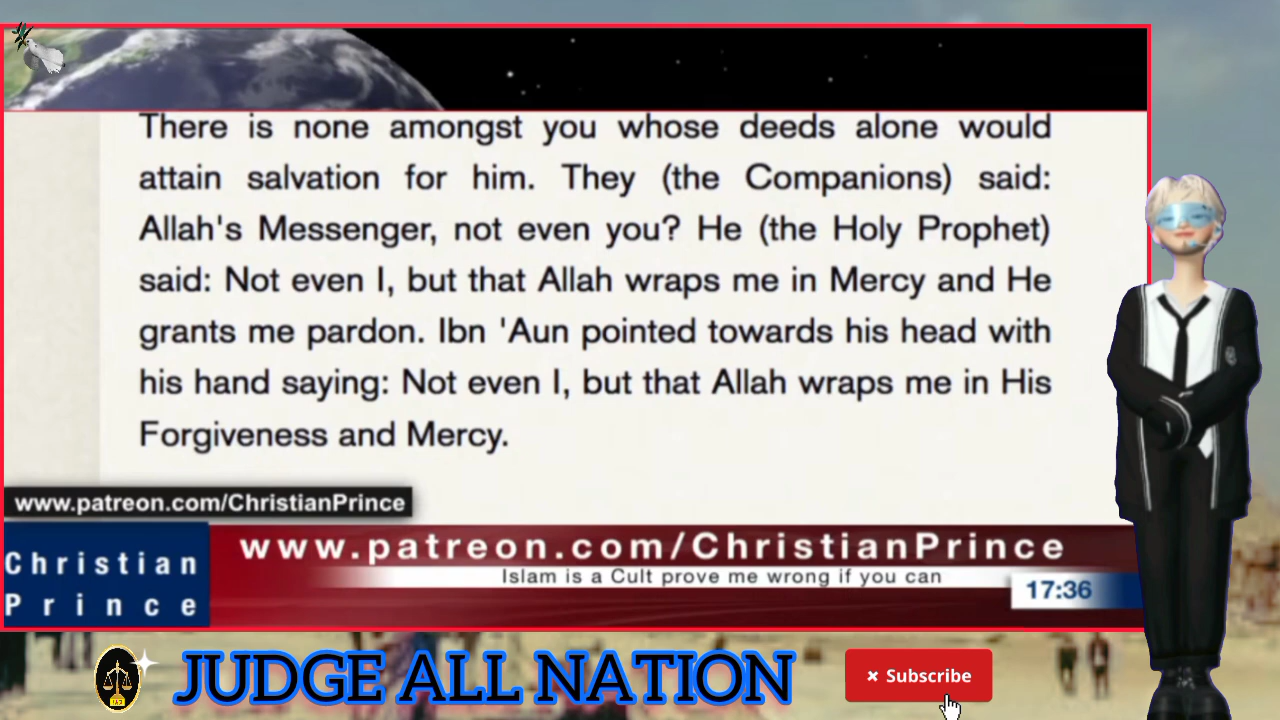 There is none amongst you whose deeds alone would
attain salvation for him. They (the Companions) said:
Allah's Messenger, not even you? He (the Holy Prophet)
said: Not even I, but that Allah wraps me in Mercy and He
grants me pardon. Ibn 'Aun pointed towards his head with
his hand saying: Not even I, but that Allah wraps me in His
Forgiveness and Mercy.
www.patreon.com/ChristianPrince
Christian
Prince
www.patreon.com/ChristianPrince
Islam is a Cult prove me wrong if you can
17:36
JUDGE ALL NATION
× Subscribe